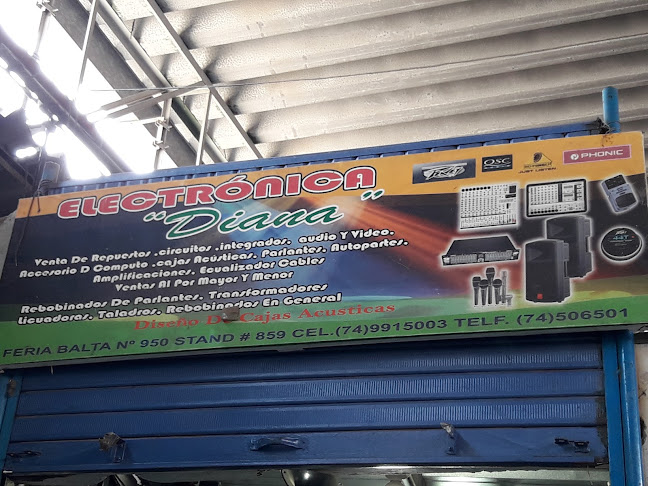 ELECTRÓNICA
"Diana"
Venta De Repuestos .circuitos .integrados. audio Y Video.
Accesorio D Computo .cajas Acústicas, Parlantes, Autopartes.
Amplificaciones, Ecualizador Cables
Ventas Al Por Mayor Y Menor
Rebobinados De Parlantes, Transformadores
Licuadoras, Taladros, Rebobinados En General
Diseño De Cajas Acusticas
FERIA BALTA Nº 950 STAND # 859 CEL.(74)9915003 TELF. (74)506501
QSC
JUST LISTEN
PHONIC